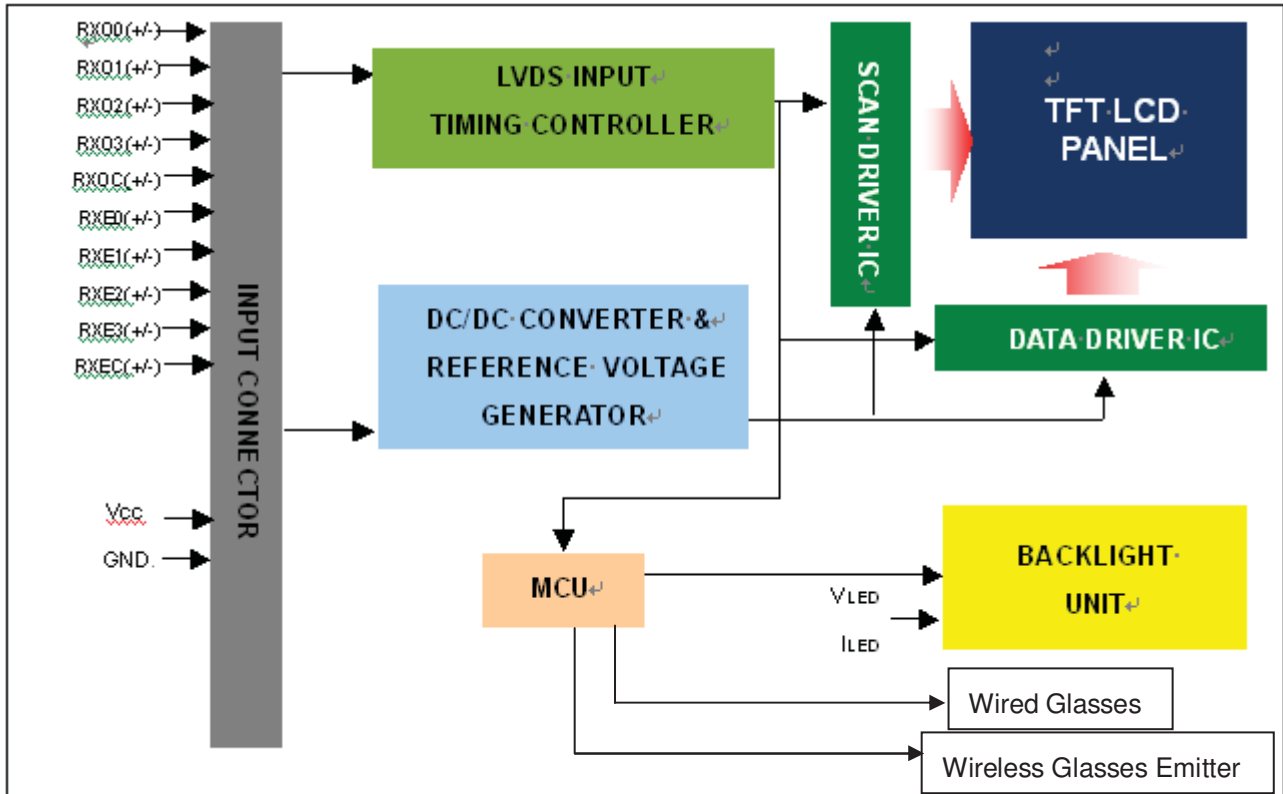 RXO0(+/-)
RXO1(+/-)
RXO2(+/-)
RXO3(+/-)
RXOC(+/-)
RXE0(+/-)
RXE1(+/-)
RXE2(+/-)
RXE3(+/-)
RXEC(+/-)
Vcc
GND.
INPUT CONNECTOR
LVDS·INPUT↵
TIMING·CONTROLLER↵
DC/DC·CONVERTER·&↵
REFERENCE·VOLTAGE
GENERATOR↵
MCU↵
SCAN·DRIVER·IC↵
↵
↵
TFT·LCD·
PANEL↵
DATA·DRIVER·IC↵
VLED
ILED
BACKLIGHT·
UNIT↵
Wired Glasses
Wireless Glasses Emitter